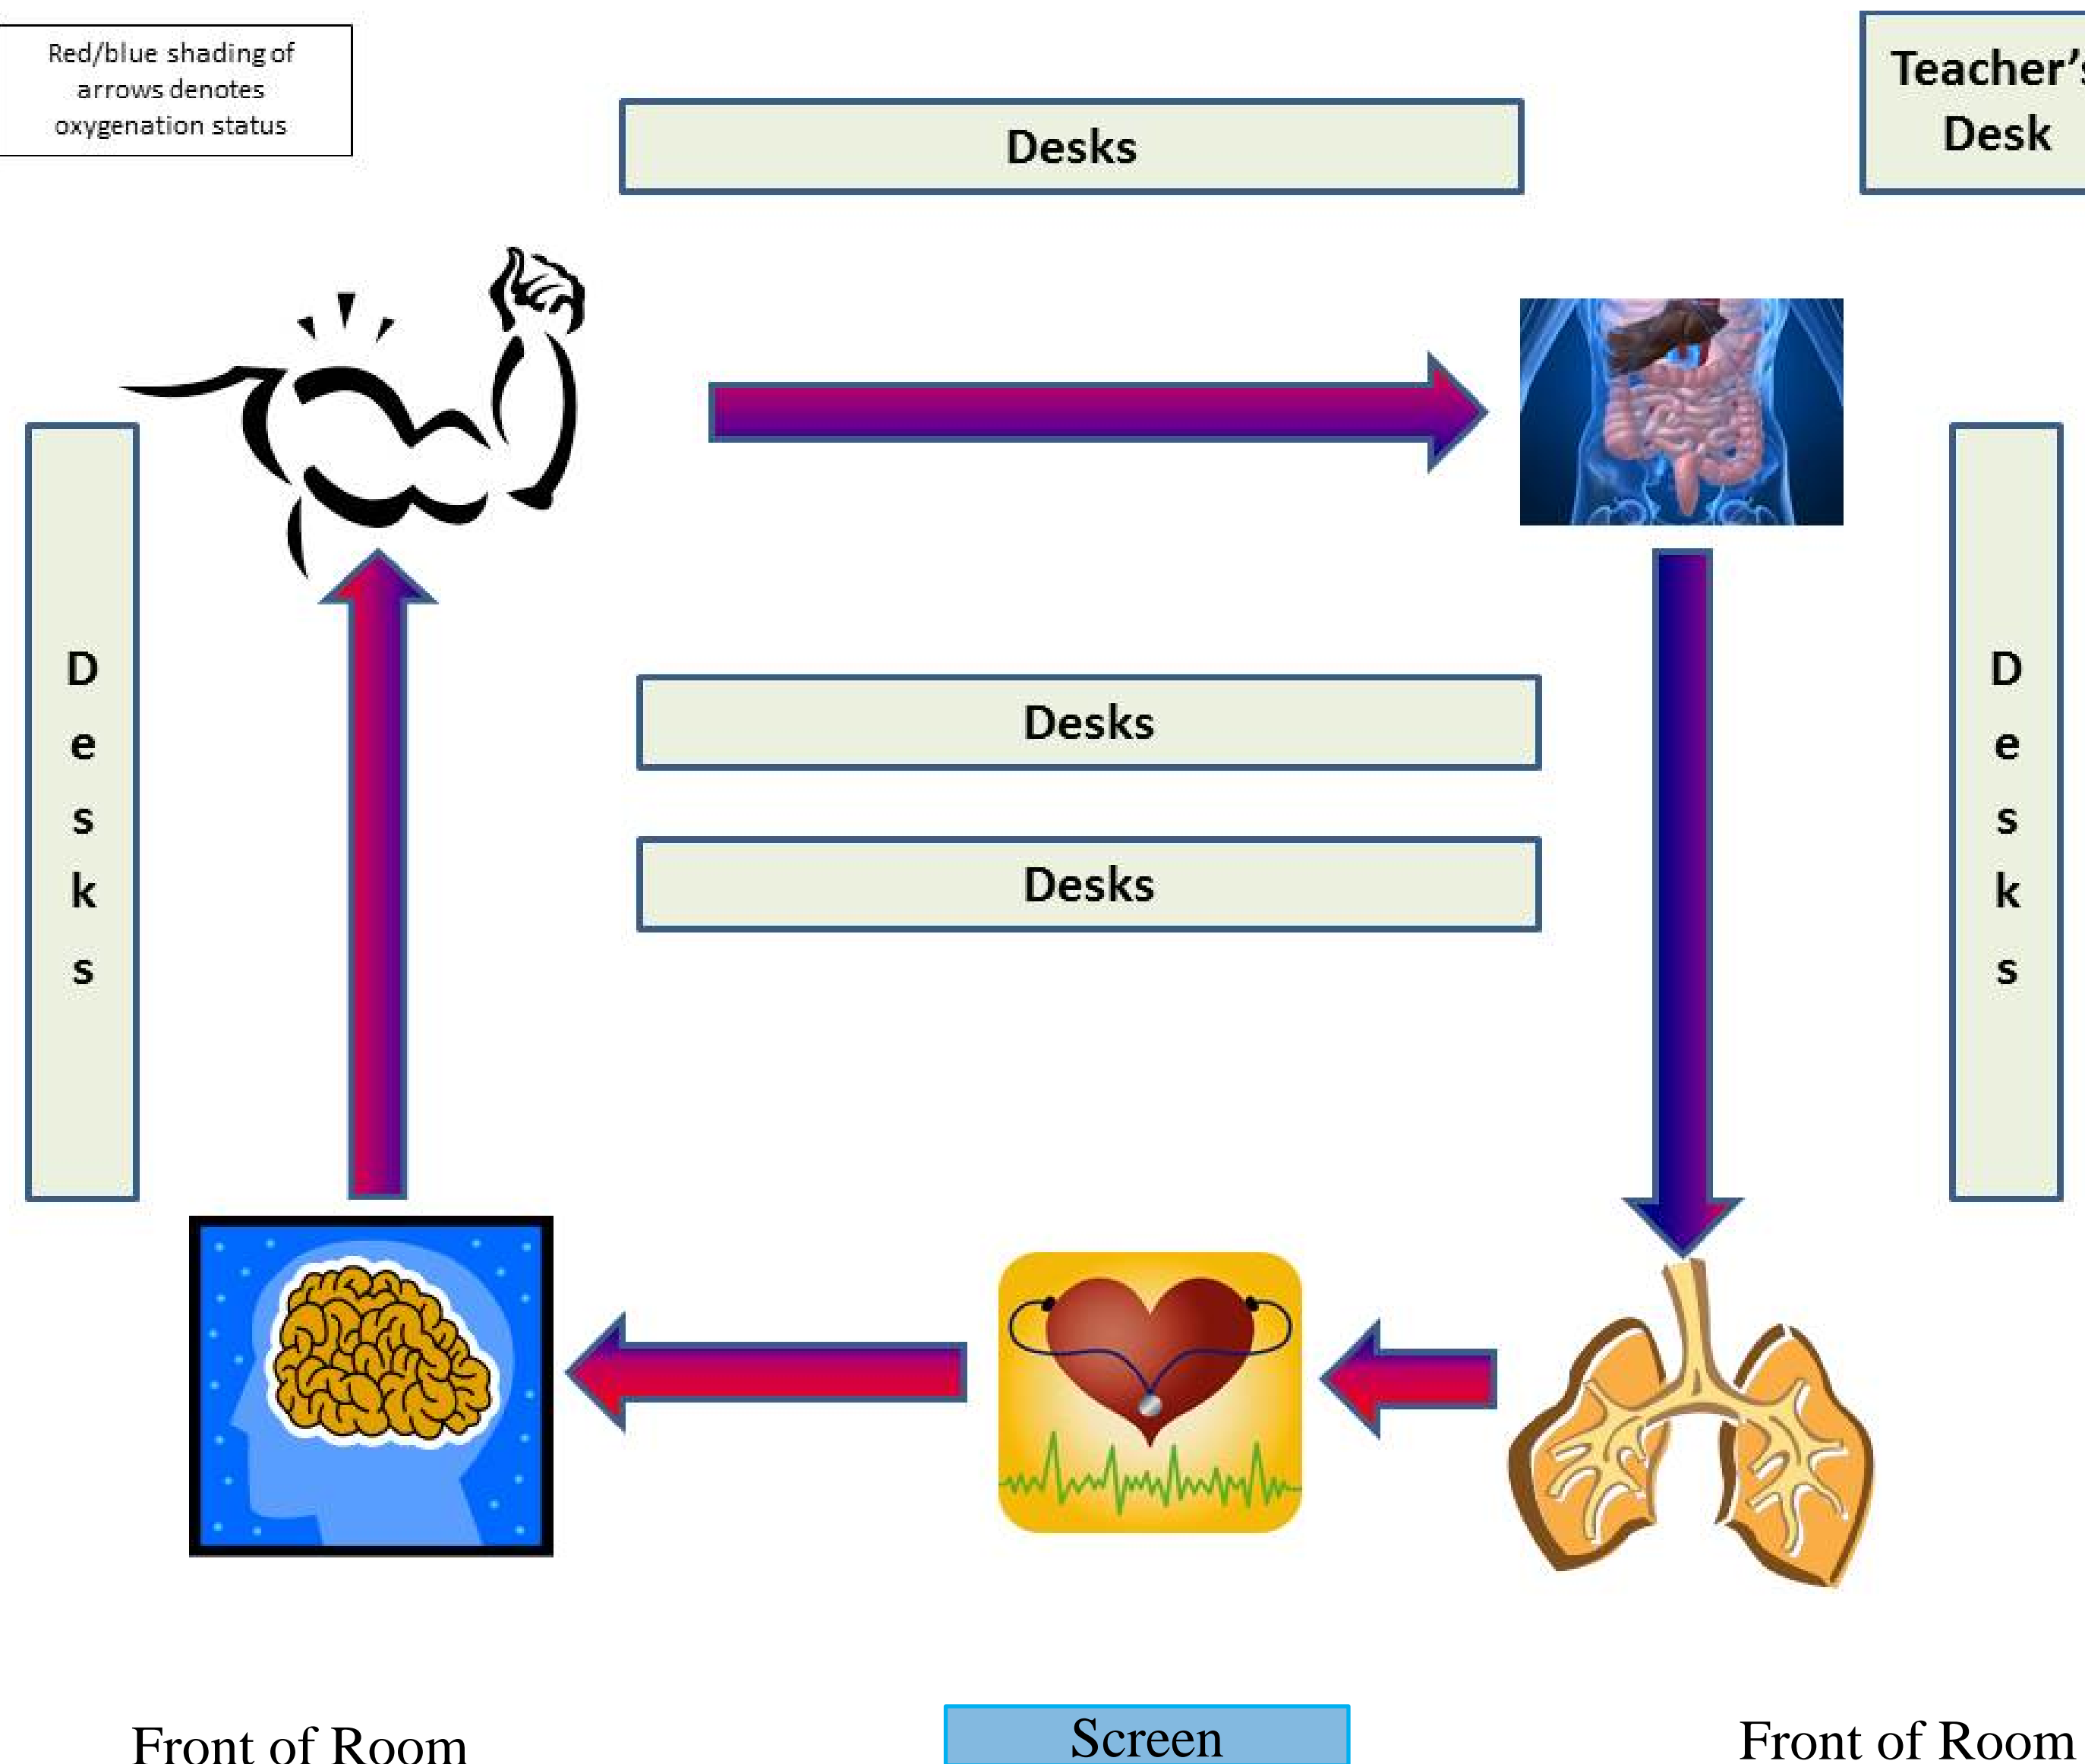 Red/blue shading of
arrows denotes
oxygenation status
Teacher's
Desk
Desks
D
e
s
k
s
D
e
s
k
s
Desks
Desks
Front of Room
Screen
Front of Room